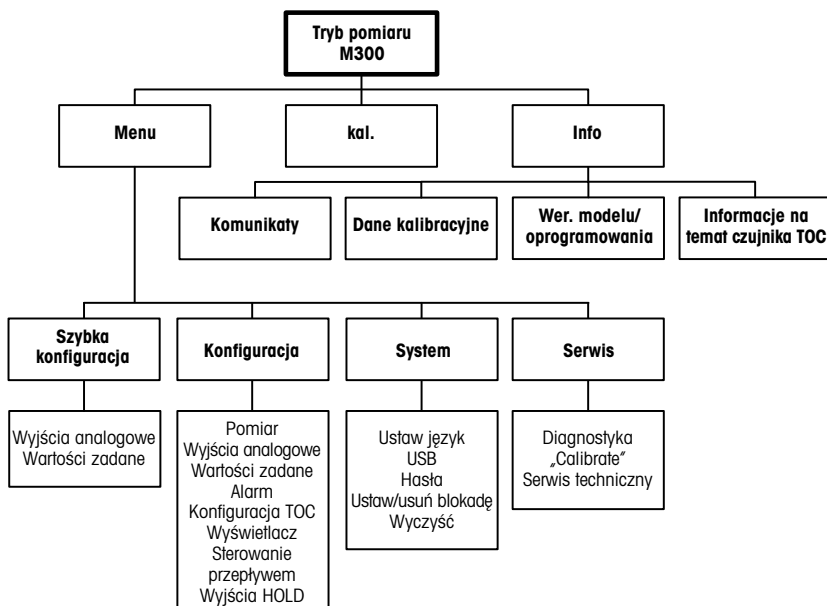 Tryb pomiaru
M300
Menu
kal.
Info
Komunikaty
Dane kalibracyjne
Wer. modelu/
oprogramowania
Informacje na
temat czujnika TOC
Szybka
konfiguracja
Konfiguracja
System
Serwis
Wyjścia analogowe
Wartości zadane
Pomiar
Wyjścia analogowe
Wartości zadane
Alarm
Konfiguracja TOC
Wyświetlacz
Sterowanie
przepływem
Wyjścia HOLD
Ustaw język
USB
Hasła
Ustaw/usuń blokadę
Wyczyść
Diagnostyka
„Calibrate“
Serwis techniczny